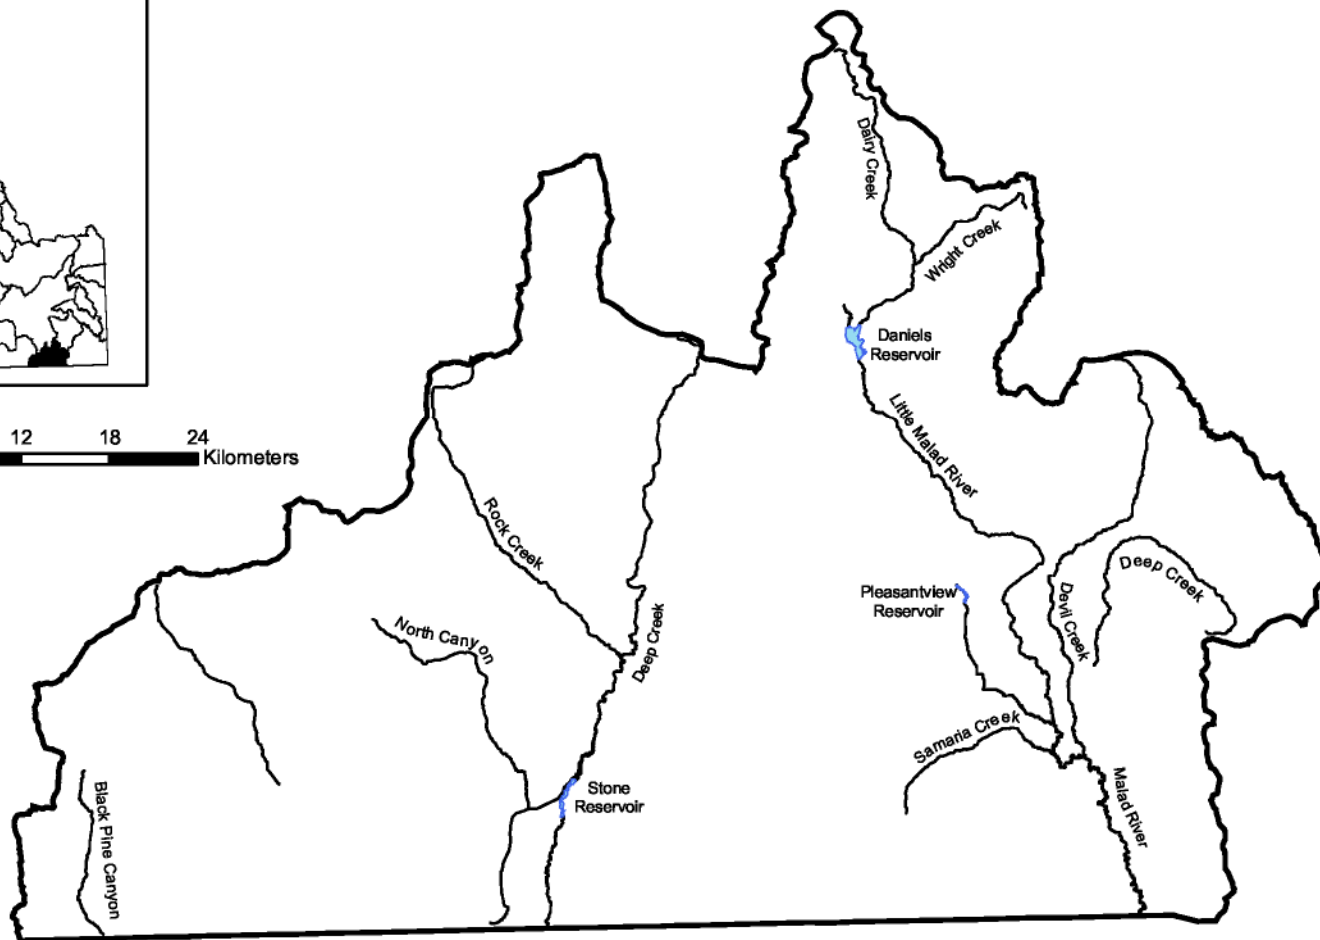 Dairy Creek
Wright Creek
Daniels
Reservoir
Little Malad River
12 18 24
Kilometers
Rock Creek
Deep Creek
Pleasantview
Reservoir
Devil Creek
Deep Creek
North Canyon
Samaria Creek
Stone
Reservoir
Malad River
Black Pine Canyon